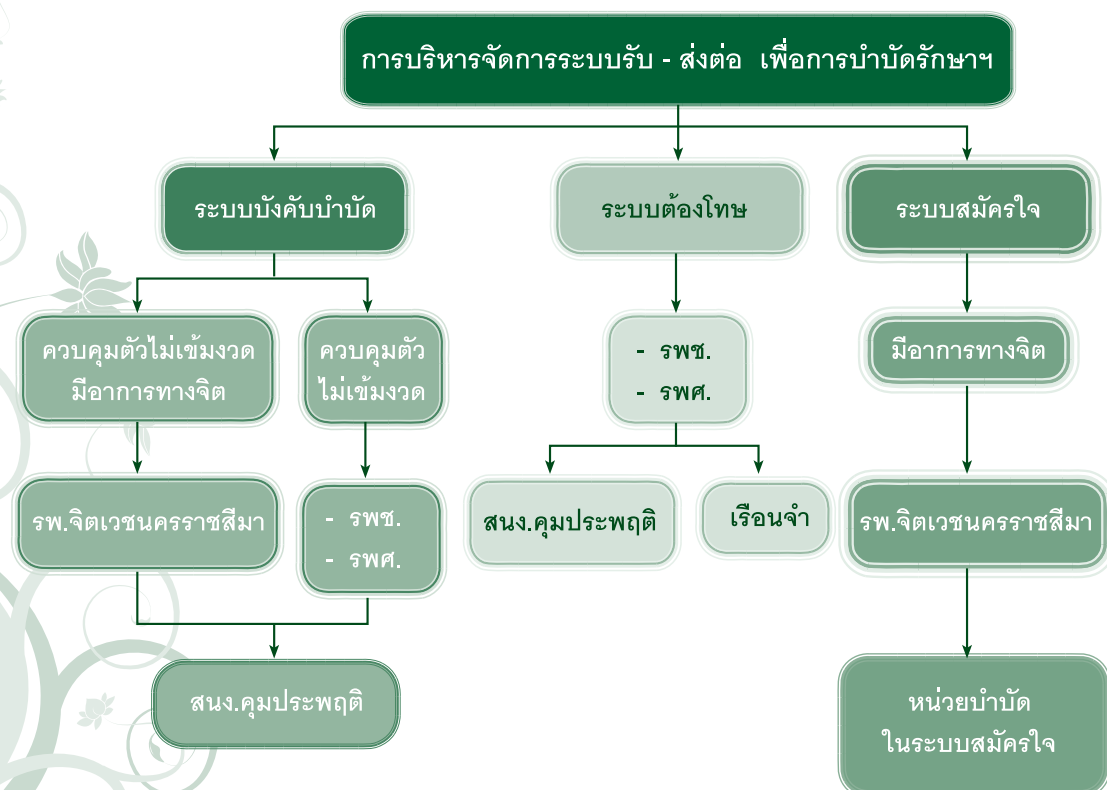 การบริหารจัดการระบบรับ - ส่งต่อ เพื่อการบำบัดรักษาฯ
ระบบบังคับบำบัด
ระบบต้องโทษ
ระบบสมัครใจ
ควบคุมตัวไม่เข้มงวด
มีอาการทางจิต
ควบคุมตัว
ไม่เข้มงวด
- รพช.
- รพศ.
มีอาการทางจิต
รพ.จิตเวชนครราชสีมา
- รพช.
- รพศ.
สนง.คุมประพฤติ
เรือนจำ
รพ.จิตเวชนครราชสีมา
สนง.คุมประพฤติ
หน่วยบำบัด
ในระบบสมัครใจ